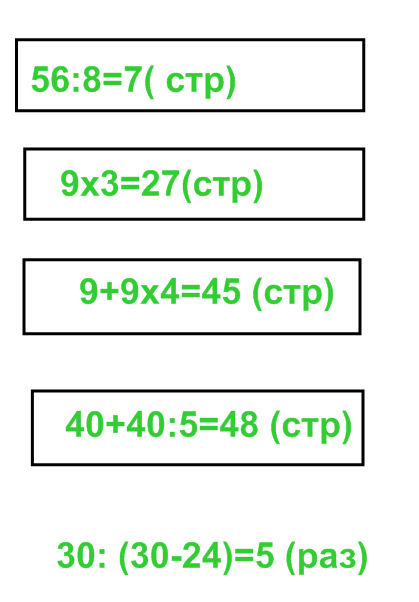 56:8=7( стр)
9х3=27(стр)
9+9х4=45 (стр)
40+40:5=48 (стр)
30: (30-24)=5 (раз)